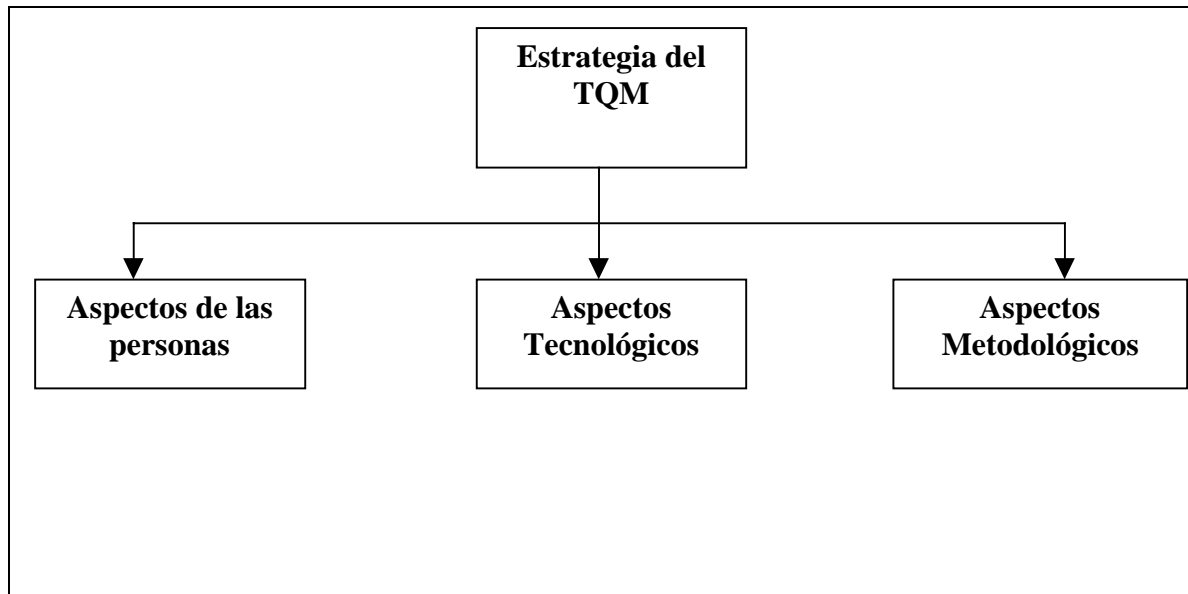 Estrategia del
TQM
Aspectos de las
personas
Aspectos
Tecnológicos
Aspectos
Metodológicos